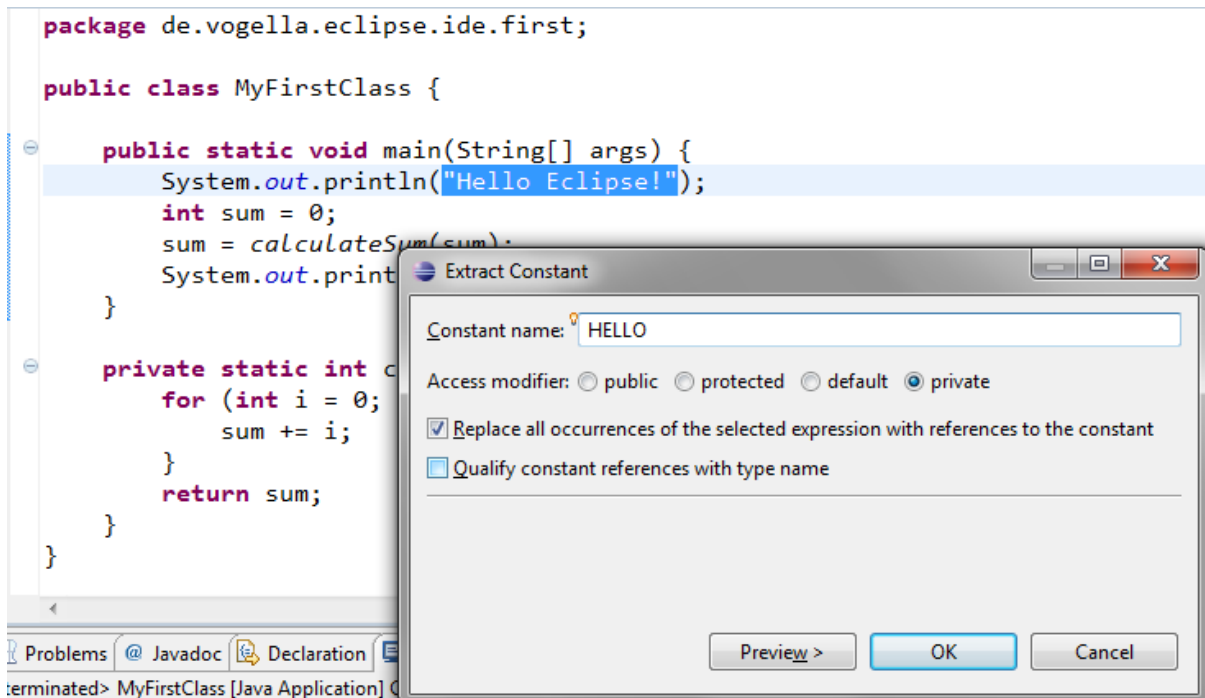 package de.vogella.eclipse.ide.first;
public class MyFirstClass {
public static void main(String[] args) {
System.out.println("Hello Eclipse!");
int sum = 0;
sum = calculateSum(sum);
System.out.print
}
private static int c
for (int i = 0;
sum += i;
}
return sum;
}
}
Extract Constant
Constant name: HELLO
Access modifier: public protected default private
Replace all occurrences of the selected expression with references to the constant
Qualify constant references with type name
Preview > OK Cancel
Problems @ Javadoc Declaration
terminated> MyFirstClass [Java Application]